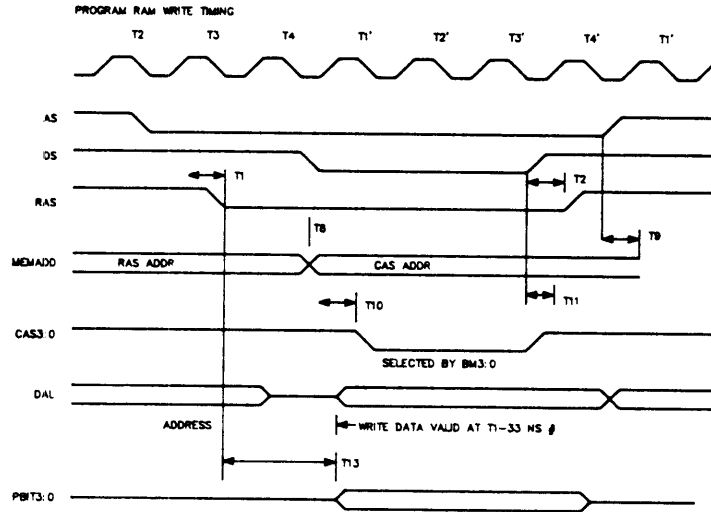 PROGRAM RAM WRITE TIMING
T2 T3 T4 T1' T2' T3' T4' T1'
AS
DS
T1 T2
RAS
T8 T9
MEMADD RAS ADDR CAS ADDR
T10 T11
CAS3:0
SELECTED BY BM3:0
DAL
ADDRESS WRITE DATA VALID AT T1-33 NS
T13
PBIT3:0